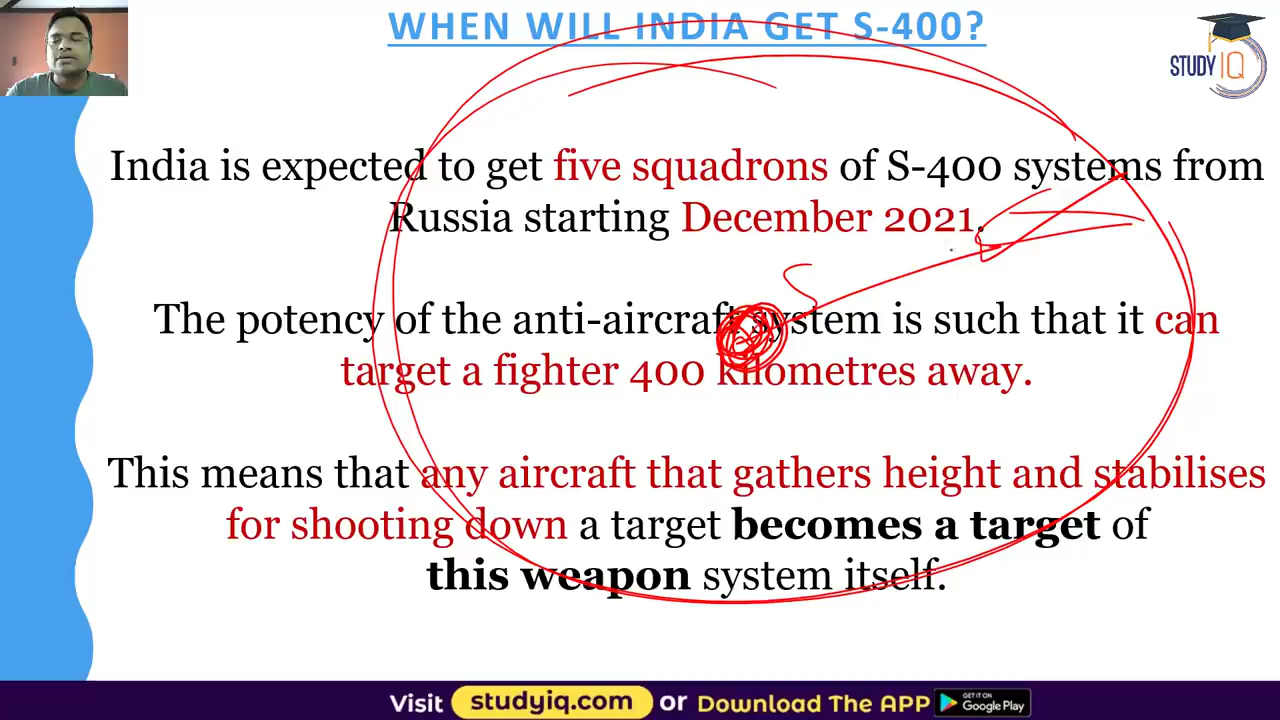 WHEN WILL INDIA GET S-400?
STUDY IQ
India is expected to get five squadrons of S-400 systems from
Russia starting December 2021.
The potency of the anti-aircraft system is such that it can
target a fighter 400 kilometres away.
This means that any aircraft that gathers height and stabilises
for shooting down a target becomes a target of
this weapon system itself.
Visit studyiq.com or Download The APP GET IT ON Google Play